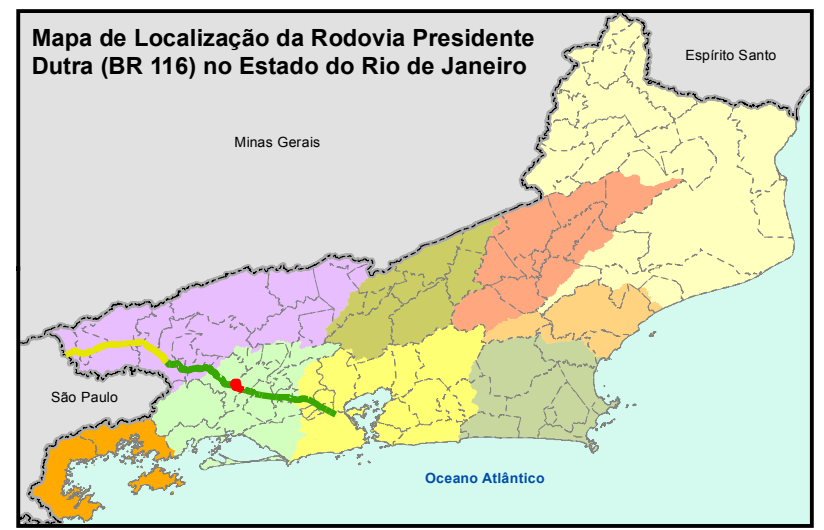 Mapa de Localização da Rodovia Presidente
Dutra (BR 116) no Estado do Rio de Janeiro
Espírito Santo
Minas Gerais
São Paulo
Oceano Atlântico